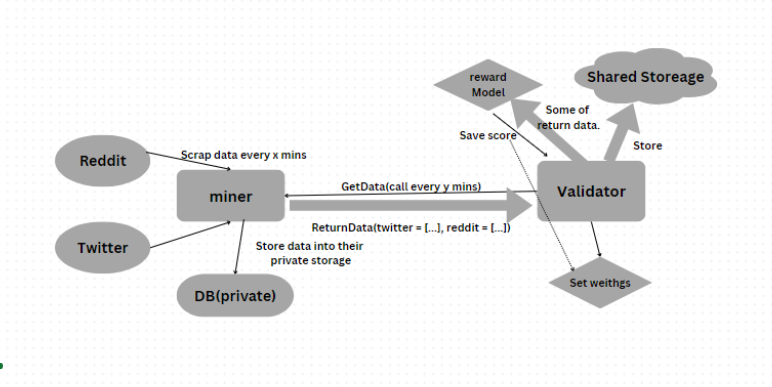 reward
Model
Shared Storeage
Some of
return data.
Save score
Store
Reddit
Scrap data every x mins
miner
GetData(call every y mins)
Validator
ReturnData(twitter = [...], reddit = [...])
Twitter
Store data into their
private storage
DB(private)
Set weithgs